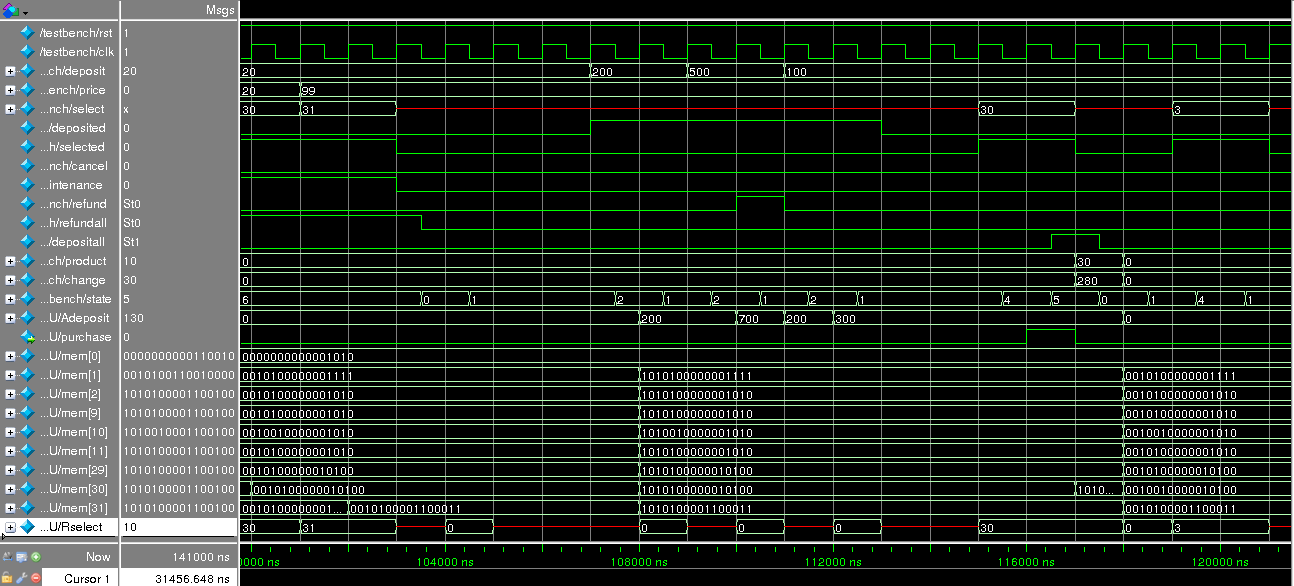 Msgs
/testbench/rst 1
/testbench/clk 1
...ch/deposit 20 20 200 500 100
...ench/price 0 20 99
...nch/select x 30 31 30 3
.../deposited 0
...h/selected 0
...nch/cancel 0
...intenance 0
...nch/refund St0
...h/refundall St0
.../depositall St1
...ch/product 10 0 30 0
...ch/change 30 0 280 0
...bench/state 5 6 0 1 2 1 2 1 2 1 4 5 0 1 4 1
...U/Adeposit 130 0 200 700 200 300 0
...U/purchase 0
...U/mem[0] 0000000000110010 0000000000001010
...U/mem[1] 0010100110010000 0010100000001111 1010100000001111 0010100000001111
...U/mem[2] 1010100001100100 0010100000001010 1010100000001010 0010100000001010
...U/mem[9] 1010100001100100 0010100000001010 1010100000001010 0010100000001010
...U/mem[10] 1010010001100100 0010010000001010 1010010000001010 0010010000001010
...U/mem[11] 1010100001100100 0010100000001010 1010100000001010 0010100000001010
...U/mem[29] 1010100001100100 0010100000010100 1010100000010100 0010100000010100
...U/mem[30] 1010100001100100 0010100000010100 1010100000010100 1010... 0010010000010100
...U/mem[31] 1010100001100100 00101000000001... 0010100001100011 1010100001100011 0010100001100011
...U/Rselect 10 30 31 0 0 0 0 30 0 3
Now 141000 ns 0000 ns 104000 ns 108000 ns 112000 ns 116000 ns 120000 ns
Cursor 1 31456.648 ns